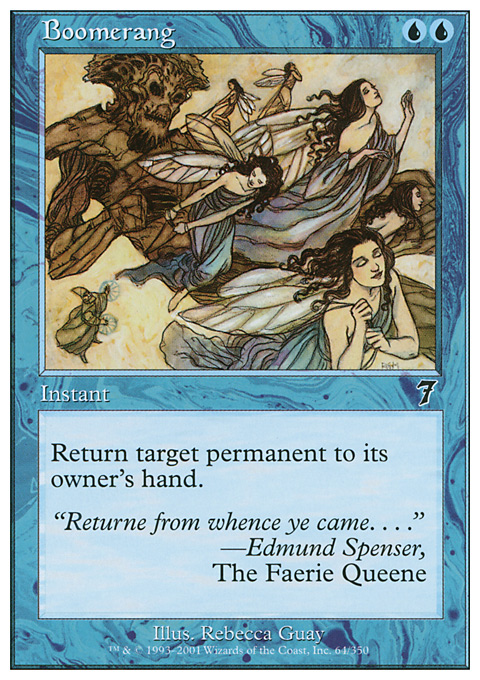 Boomerang
Instant
7
Return target permanent to its
owner's hand.
“Returne from whence ye came. . . .”
—Edmund Spenser,
The Faerie Queene
Illus. Rebecca Guay
™ & © 1993–2001 Wizards of the Coast, Inc. 64/350